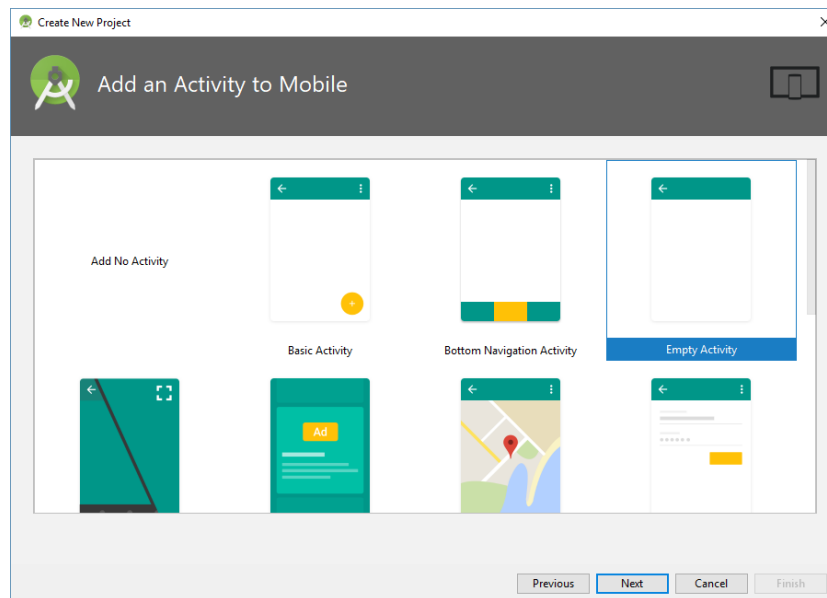 Create New Project
Add an Activity to Mobile
Add No Activity
Basic Activity
Bottom Navigation Activity
Empty Activity
Ad
Previous
Next
Cancel
Finish